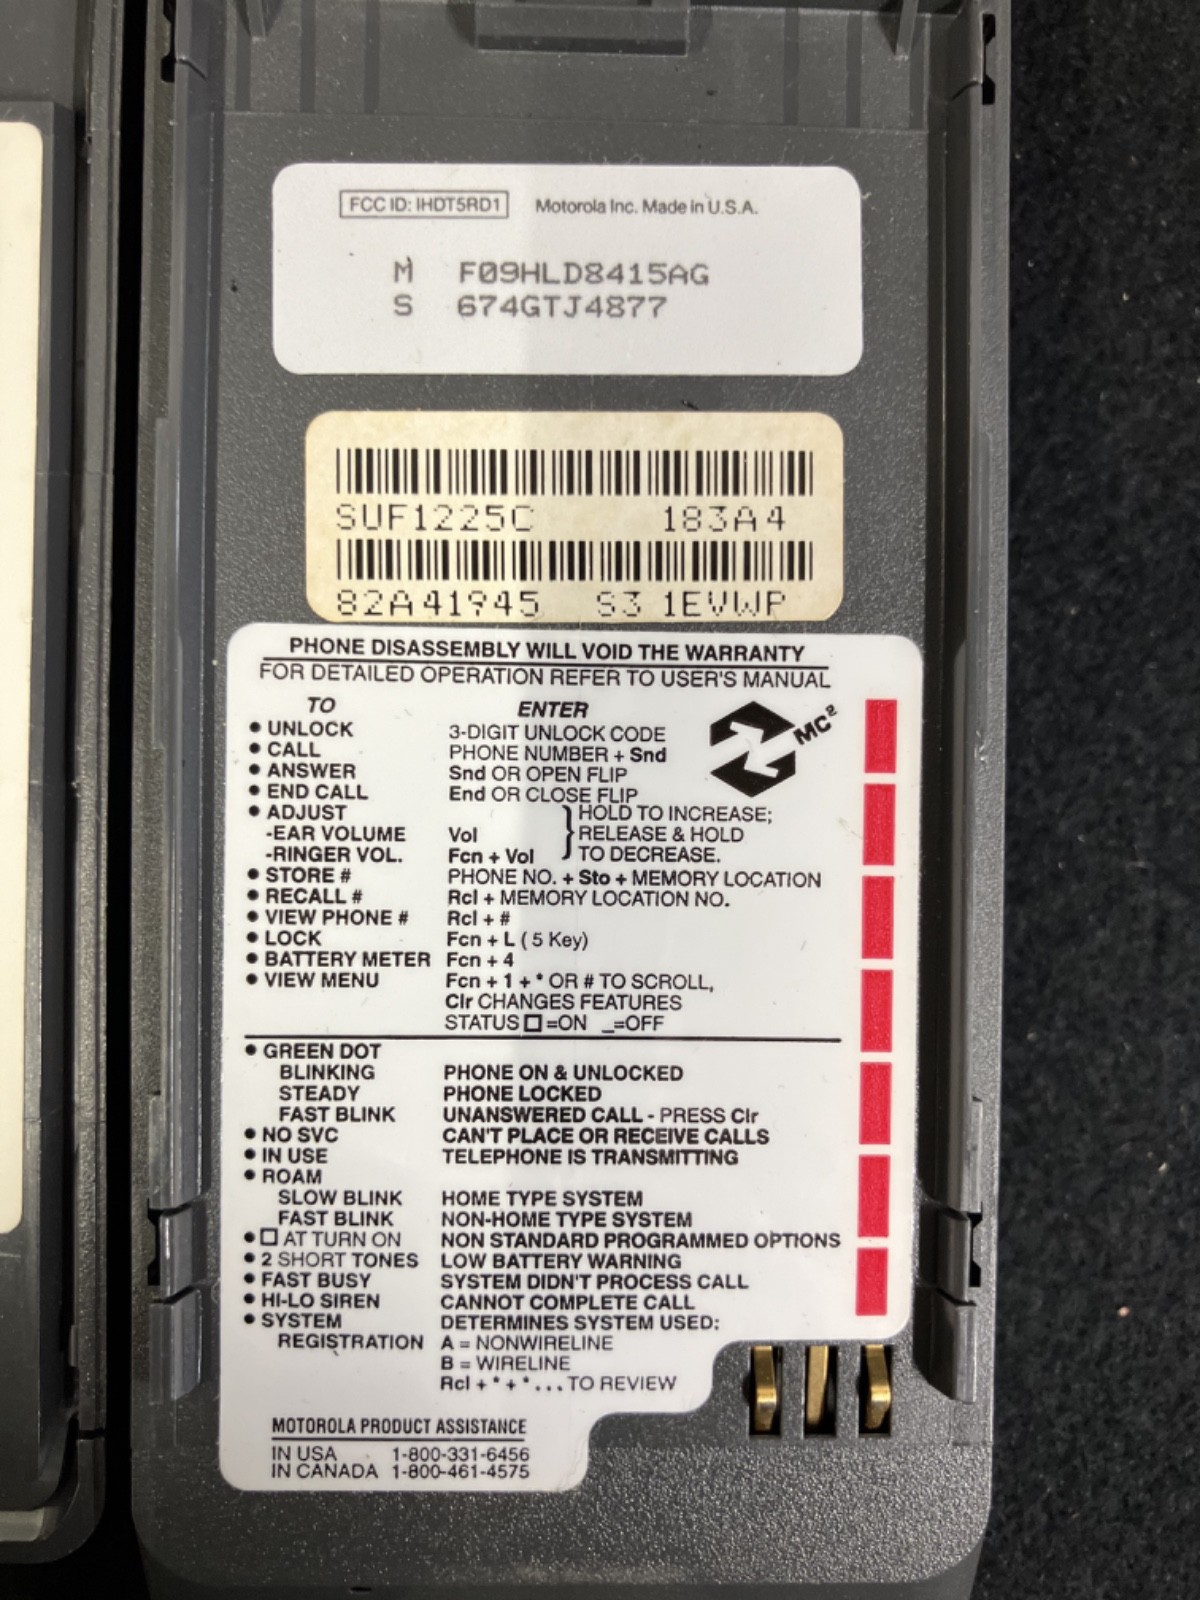 FCC ID: IHDT5RD1 Motorola Inc. Made in U.S.A.
M F09HLD8415AG
S 674GTJ4877
SUF1225C 183A4
82A41945 S3 1EVWP
PHONE DISASSEMBLY WILL VOID THE WARRANTY
FOR DETAILED OPERATION REFER TO USER'S MANUAL
TO ENTER
• UNLOCK 3-DIGIT UNLOCK CODE
MC²
• CALL PHONE NUMBER + Snd
• ANSWER Snd OR OPEN FLIP
• END CALL End OR CLOSE FLIP
• ADJUST HOLD TO INCREASE;
-EAR VOLUME Vol RELEASE & HOLD
-RINGER VOL. Fcn + Vol TO DECREASE.
• STORE # PHONE NO. + Sto + MEMORY LOCATION
• RECALL # Rcl + MEMORY LOCATION NO.
• VIEW PHONE # Rcl + #
• LOCK Fcn + L ( 5 Key)
• BATTERY METER Fcn + 4
• VIEW MENU Fcn + 1 + * OR # TO SCROLL,
Clr CHANGES FEATURES
STATUS □ =ON _=OFF
• GREEN DOT
BLINKING PHONE ON & UNLOCKED
STEADY PHONE LOCKED
FAST BLINK UNANSWERED CALL - PRESS Clr
• NO SVC CAN'T PLACE OR RECEIVE CALLS
• IN USE TELEPHONE IS TRANSMITTING
• ROAM
SLOW BLINK HOME TYPE SYSTEM
FAST BLINK NON-HOME TYPE SYSTEM
• □ AT TURN ON NON STANDARD PROGRAMMED OPTIONS
• 2 SHORT TONES LOW BATTERY WARNING
• FAST BUSY SYSTEM DIDN'T PROCESS CALL
• HI-LO SIREN CANNOT COMPLETE CALL
• SYSTEM DETERMINES SYSTEM USED:
REGISTRATION A = NONWIRELINE
B = WIRELINE
Rcl + * + * . . . TO REVIEW
MOTOROLA PRODUCT ASSISTANCE
IN USA 1-800-331-6456
IN CANADA 1-800-461-4575